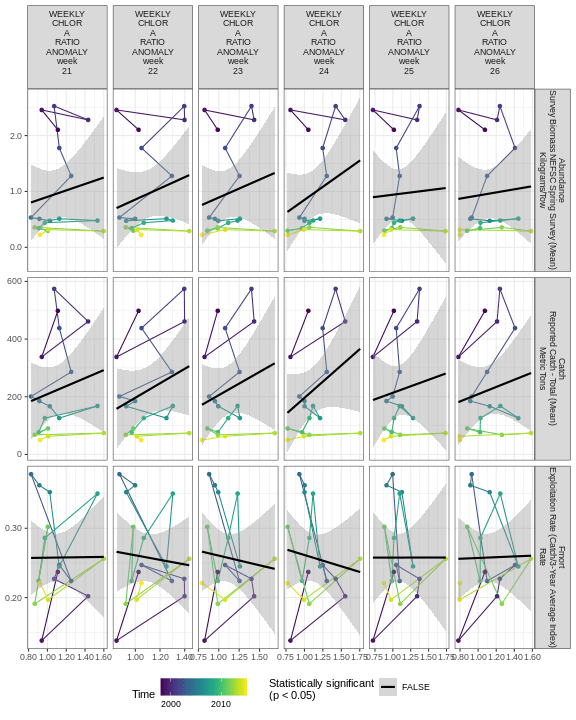 WEEKLY WEEKLY WEEKLY WEEKLY WEEKLY WEEKLY
CHLOR CHLOR CHLOR CHLOR CHLOR CHLOR
A A A A A A
RATIO RATIO RATIO RATIO RATIO RATIO
ANOMALY ANOMALY ANOMALY ANOMALY ANOMALY ANOMALY
week week week week week week
21 22 23 24 25 26
2.0
1.0
0.0
Abundance
Survey Biomass NEFSC Spring Survey (Mean)
Kilograms/Tow
600
400
200
0
Catch
Reported Catch - Total (Mean)
Metric Tons
0.30
0.20
Fmort
Exploitation Rate (Catch/3-Year Average Index)
Rate
0.80 1.00 1.20 1.40 1.60
0.80 1.00 1.20 1.40
0.75 1.00 1.25 1.50
0.75 1.00 1.25 1.50 1.75
0.75 1.00 1.25 1.50 1.75
0.80 1.00 1.20 1.40 1.60
Time
2000 2010
Statistically significant
(p < 0.05)
FALSE